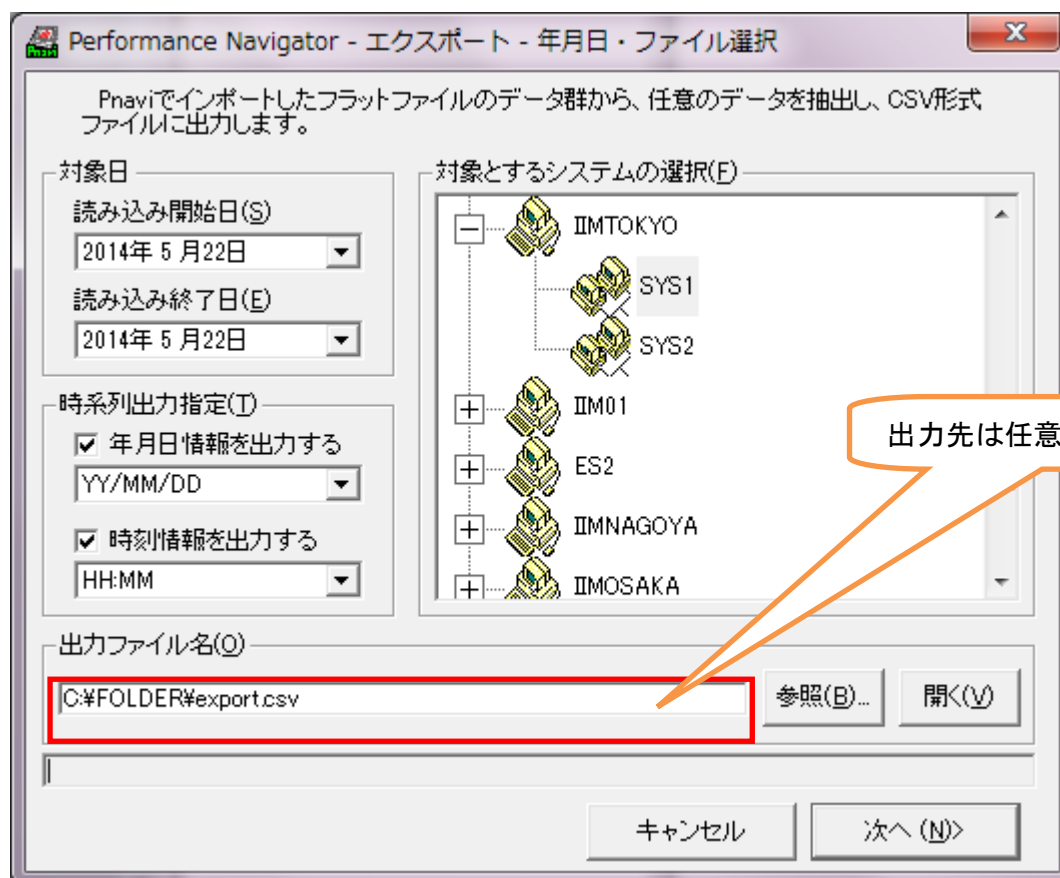 Performance Navigator - エクスポート - 年月日・ファイル選択
Pnaviでインポートしたフラットファイルのデータ群から、任意のデータを抽出し、CSV形式
ファイルに出力します。
対象日
読み込み開始日(S)
2014年 5 月22日
読み込み終了日(E)
2014年 5 月22日
時系列出力指定(T)
年月日情報を出力する
YY/MM/DD
時刻情報を出力する
HH:MM
対象とするシステムの選択(F)
IIMTOKYO
SYS1
SYS2
IIM01
ES2
IIMNAGOYA
IIMOSAKA
出力先は任意
出力ファイル名(O)
C:¥FOLDER¥export.csv
参照(B)...
開く(V)
キャンセル
次へ (N)>